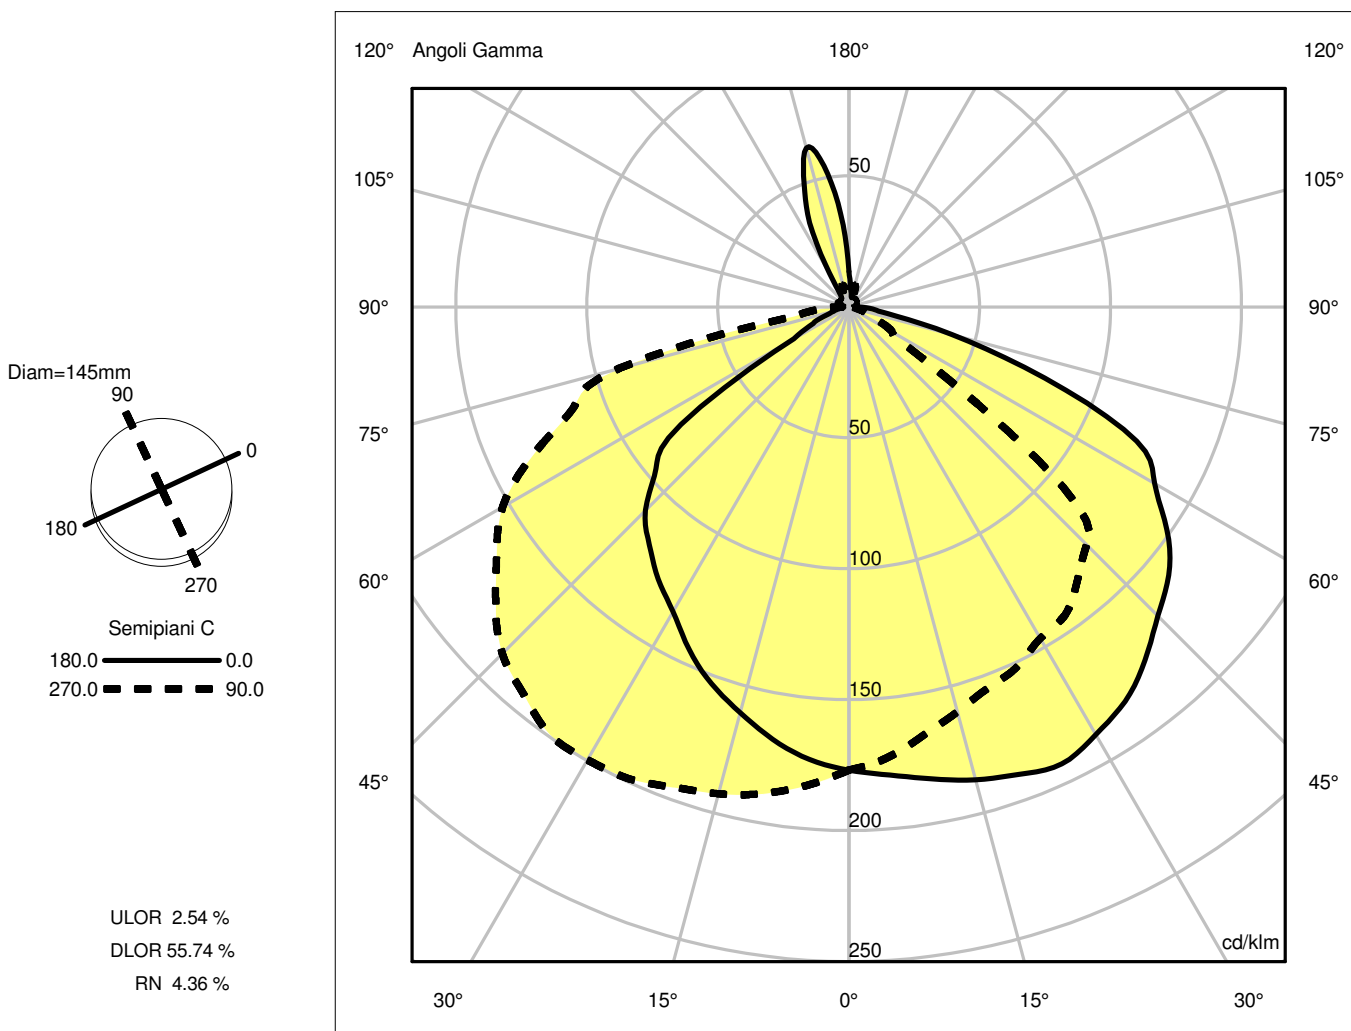 120° Angoli Gamma 180° 120°
105° 50 105°
90° 90°
Diam=145mm
90
0
180
270
50
75° 75°
100
60° 60°
Semipiani C
180.0 0.0
270.0 90.0
150
45° 45°
200
ULOR 2.54 %
DLOR 55.74 %
RN 4.36 %
250 cd/klm
30° 15° 0° 15° 30°